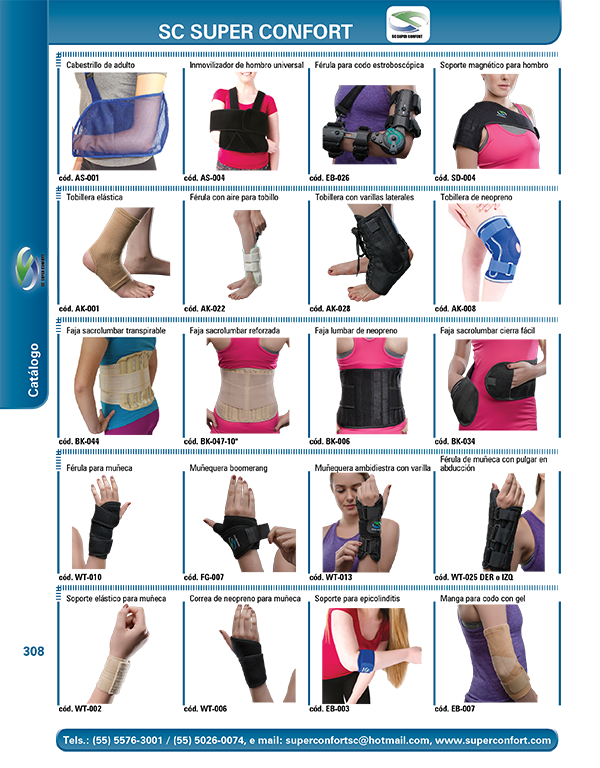 SC SUPER CONFORT
SC SUPER CONFORT
Cabestrillo de adulto
Inmovilizador de hombro universal
Férula para codo estroboscópica
Soporte magnético para hombro
cód. AS-001
cód. AS-004
cód. EB-026
cód. SD-004
Tobillera elástica
Férula con aire para tobillo
Tobillera con varillas laterales
Tobillera de neopreno
SC SUPER CONFORT
cód. AK-001
cód. AK-022
cód. AK-028
cód. AK-008
Catálogo
Faja sacrolumbar transpirable
Faja sacrolumbar reforzada
Faja lumbar de neopreno
Faja sacrolumbar cierra fácil
cód. BK-044
cód. BK-047-10*
cód. BK-006
cód. BK-034
Férula para muñeca
Muñequera boomerang
Muñequera ambidiestra con varilla
Férula de muñeca con pulgar en
abducción
cód. WT-010
cód. FG-007
cód. WT-013
cód. WT-025 DER o IZQ
Soporte elástico para muñeca
Correa de neopreno para muñeca
Soporte para epicolinditis
Manga para codo con gel
cód. WT-002
cód. WT-006
cód. EB-003
cód. EB-007
308
Tels.: (55) 5576-3001 / (55) 5026-0074, e mail: superconfortsc@hotmail.com, www.superconfort.com